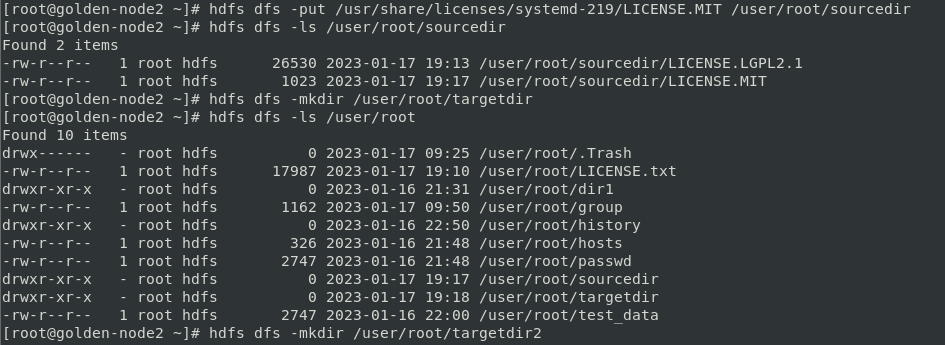 [root@golden-node2 ~]# hdfs dfs -put /usr/share/licenses/systemd-219/LICENSE.MIT /user/root/sourcedir
[root@golden-node2 ~]# hdfs dfs -ls /user/root/sourcedir
Found 2 items
-rw-r--r--   1 root hdfs      26530 2023-01-17 19:13 /user/root/sourcedir/LICENSE.LGPL2.1
-rw-r--r--   1 root hdfs       1023 2023-01-17 19:17 /user/root/sourcedir/LICENSE.MIT
[root@golden-node2 ~]# hdfs dfs -mkdir /user/root/targetdir
[root@golden-node2 ~]# hdfs dfs -ls /user/root
Found 10 items
drwx------   - root hdfs          0 2023-01-17 09:25 /user/root/.Trash
-rw-r--r--   1 root hdfs      17987 2023-01-17 19:10 /user/root/LICENSE.txt
drwxr-xr-x   - root hdfs          0 2023-01-16 21:31 /user/root/dir1
-rw-r--r--   1 root hdfs       1162 2023-01-17 09:50 /user/root/group
drwxr-xr-x   - root hdfs          0 2023-01-16 22:50 /user/root/history
-rw-r--r--   1 root hdfs        326 2023-01-16 21:48 /user/root/hosts
-rw-r--r--   1 root hdfs       2747 2023-01-16 21:48 /user/root/passwd
drwxr-xr-x   - root hdfs          0 2023-01-17 19:17 /user/root/sourcedir
drwxr-xr-x   - root hdfs          0 2023-01-17 19:18 /user/root/targetdir
-rw-r--r--   1 root hdfs       2747 2023-01-16 22:00 /user/root/test_data
[root@golden-node2 ~]# hdfs dfs -mkdir /user/root/targetdir2